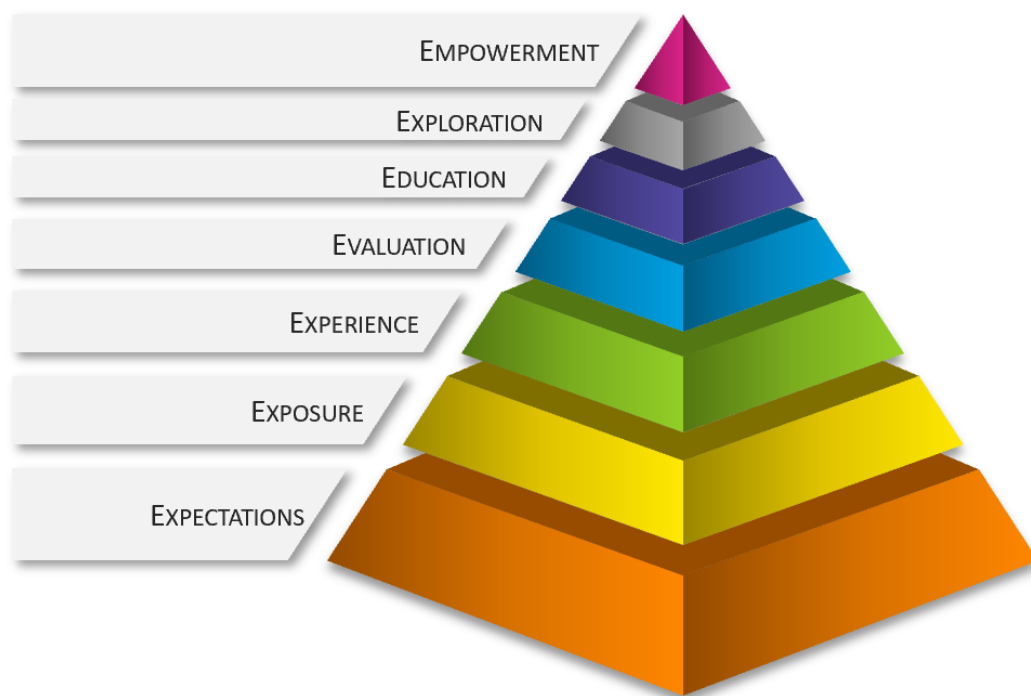 EMPOWERMENT
EXPLORATION
EDUCATION
EVALUATION
EXPERIENCE
EXPOSURE
EXPECTATIONS